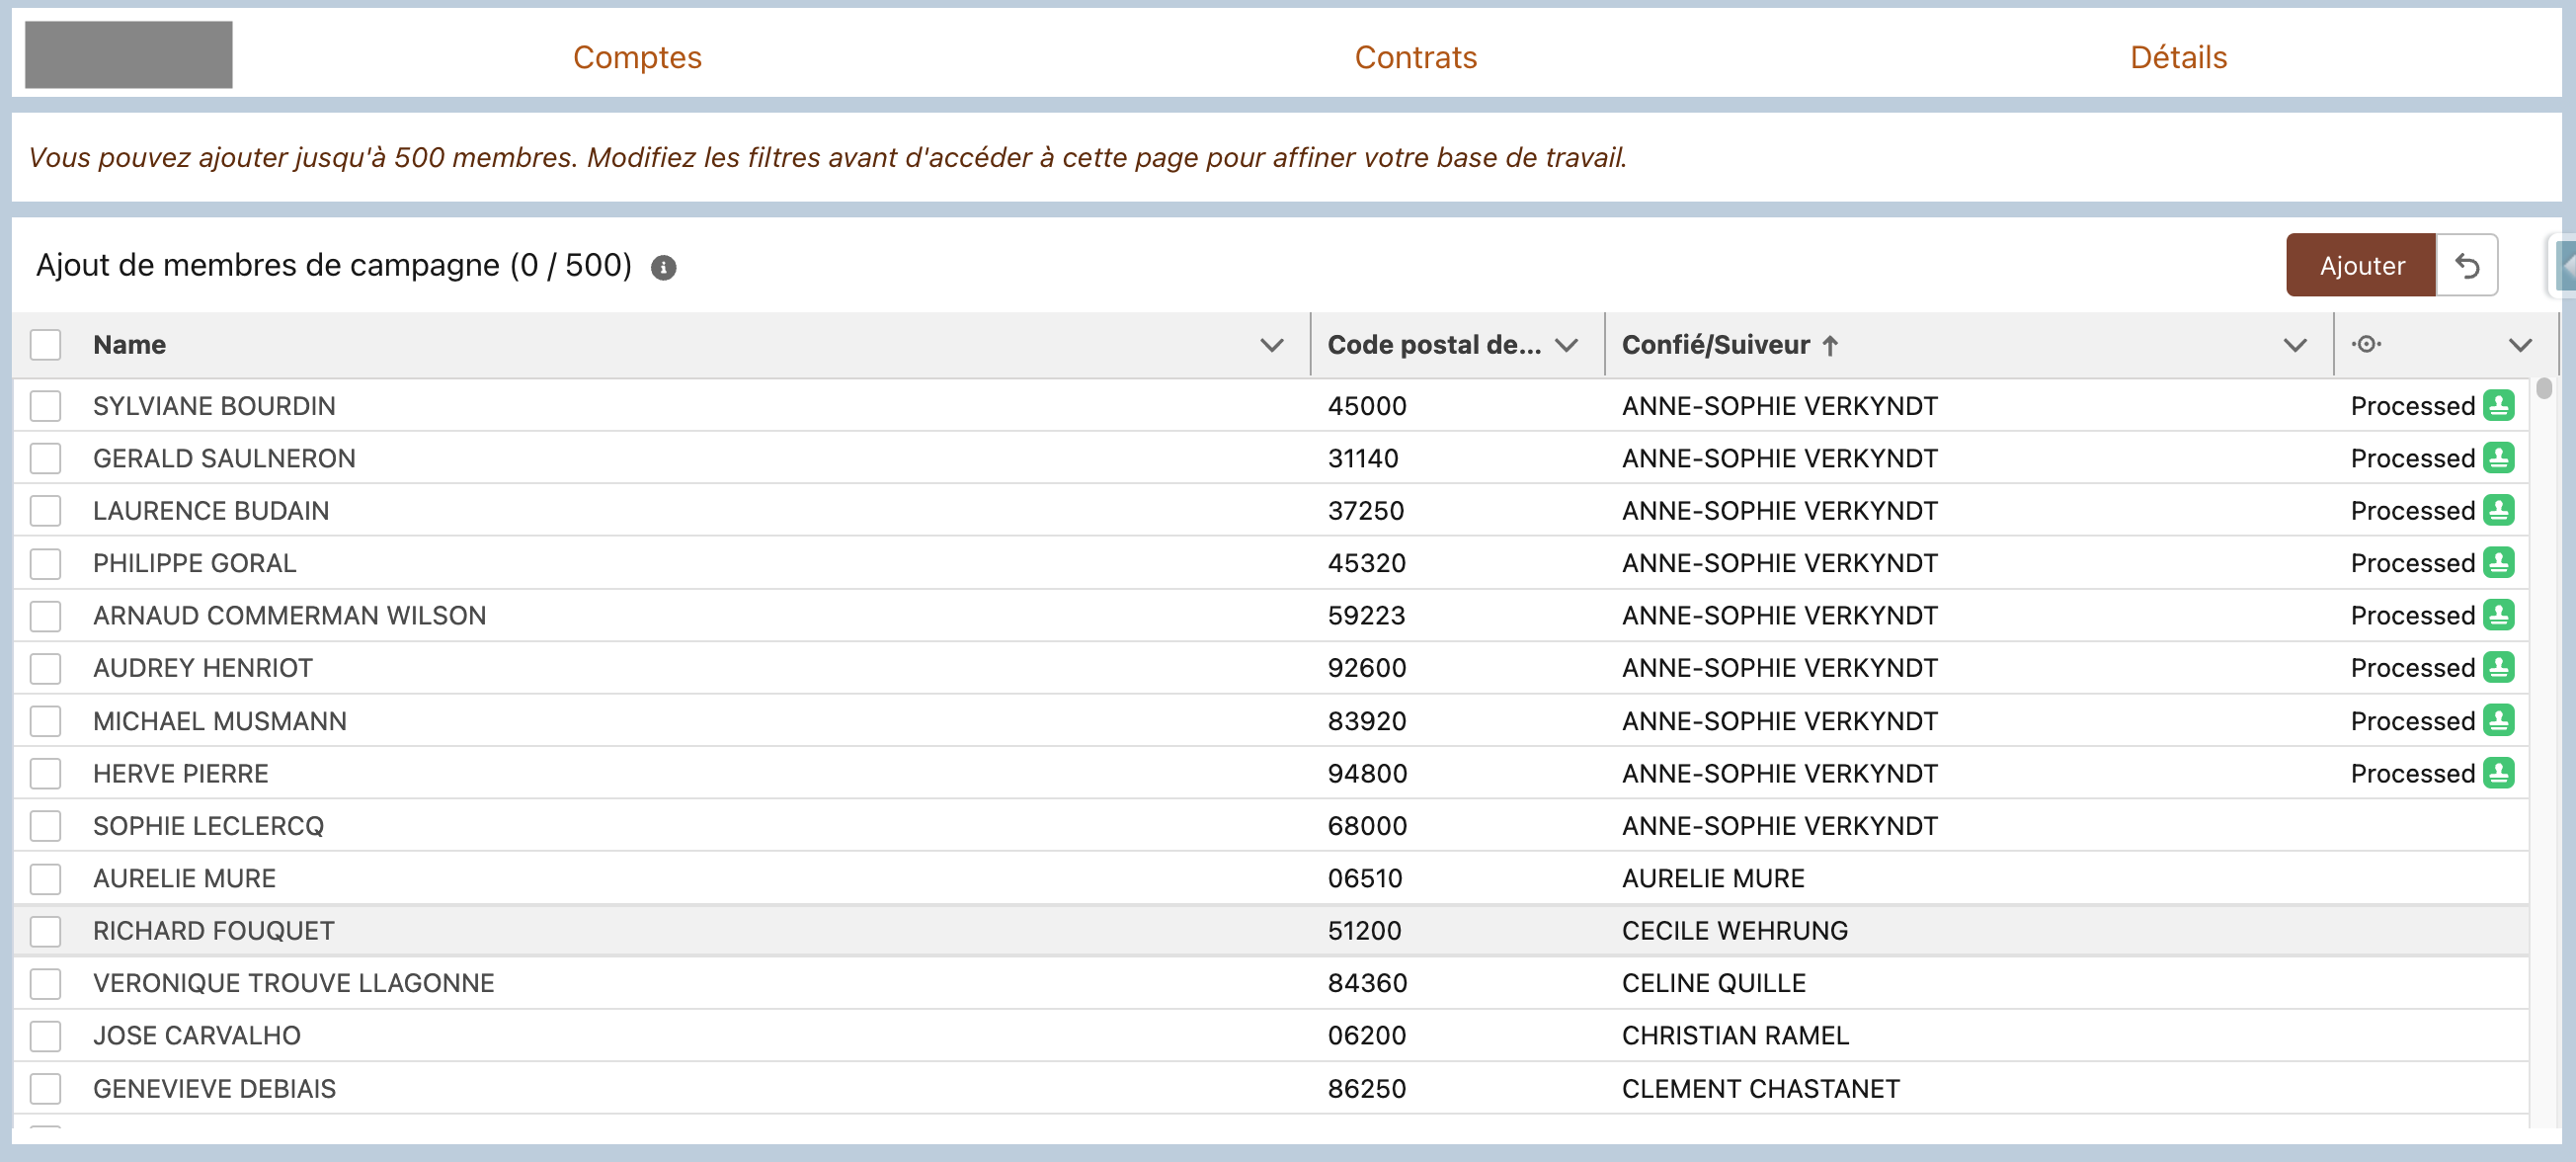 Comptes Contrats Détails
Vous pouvez ajouter jusqu'à 500 membres. Modifiez les filtres avant d'accéder à cette page pour affiner votre base de travail.
Ajout de membres de campagne (0 / 500) Ajouter
Name Code postal de... Confié/Suiveur
SYLVIANE BOURDIN 45000 ANNE-SOPHIE VERKYNDT Processed
GERALD SAULNERON 31140 ANNE-SOPHIE VERKYNDT Processed
LAURENCE BUDAIN 37250 ANNE-SOPHIE VERKYNDT Processed
PHILIPPE GORAL 45320 ANNE-SOPHIE VERKYNDT Processed
ARNAUD COMMERMAN WILSON 59223 ANNE-SOPHIE VERKYNDT Processed
AUDREY HENRIOT 92600 ANNE-SOPHIE VERKYNDT Processed
MICHAEL MUSMANN 83920 ANNE-SOPHIE VERKYNDT Processed
HERVE PIERRE 94800 ANNE-SOPHIE VERKYNDT Processed
SOPHIE LECLERCQ 68000 ANNE-SOPHIE VERKYNDT
AURELIE MURE 06510 AURELIE MURE
RICHARD FOUQUET 51200 CECILE WEHRUNG
VERONIQUE TROUVE LLAGONNE 84360 CELINE QUILLE
JOSE CARVALHO 06200 CHRISTIAN RAMEL
GENEVIEVE DEBIAIS 86250 CLEMENT CHASTANET